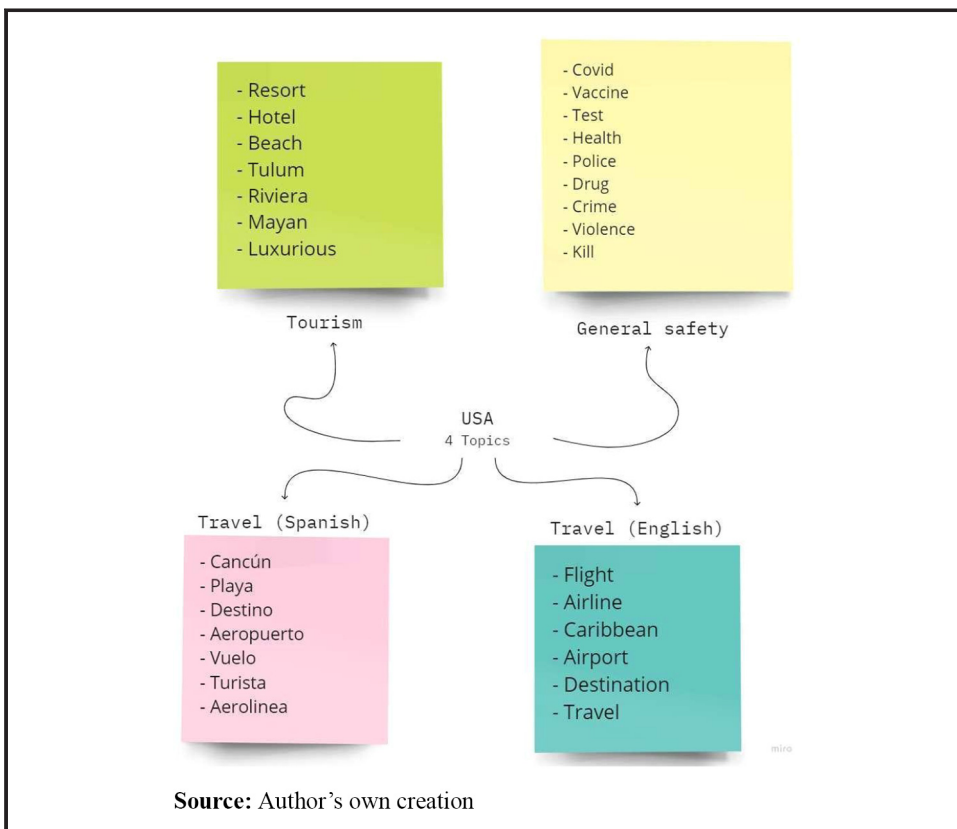 - Resort
- Hotel
- Beach
- Tulum
- Riviera
- Mayan
- Luxurious
Tourism
- Covid
- Vaccine
- Test
- Health
- Police
- Drug
- Crime
- Violence
- Kill
General safety
USA
4 Topics
Travel (Spanish)
- Cancún
- Playa
- Destino
- Aeropuerto
- Vuelo
- Turista
- Aerolinea
Travel (English)
- Flight
- Airline
- Caribbean
- Airport
- Destination
- Travel
miro
Source: Author’s own creation